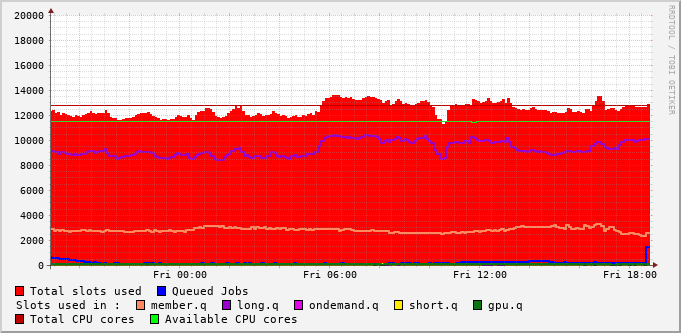 RRDTOOL / TOBI OETIKER
20000
18000
16000
14000
12000
10000
8000
6000
4000
2000
0
Fri 00:00 Fri 06:00 Fri 12:00 Fri 18:00
Total slots used Queued Jobs
Slots used in : member.q long.q ondemand.q short.q gpu.q
Total CPU cores Available CPU cores